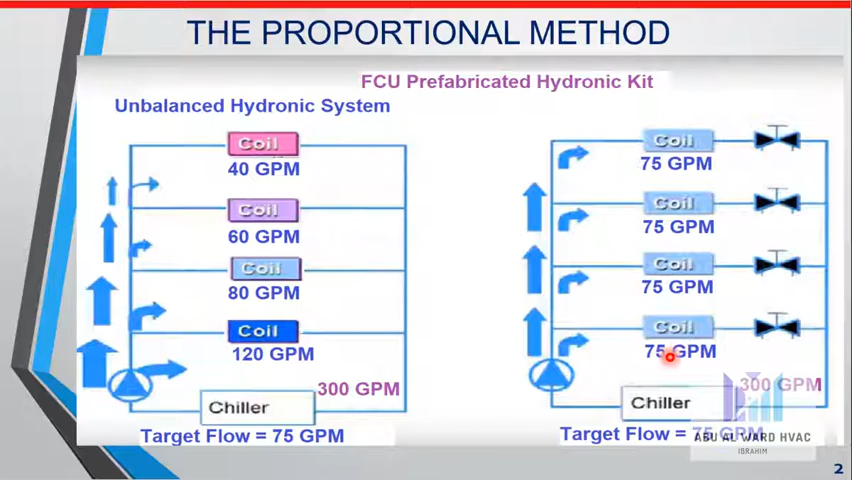 THE PROPORTIONAL METHOD
FCU Prefabricated Hydronic Kit
Unbalanced Hydronic System
Coil
40 GPM
Coil
60 GPM
Coil
80 GPM
Coil
120 GPM
300 GPM
Chiller
Target Flow = 75 GPM
Coil
75 GPM
Coil
75 GPM
Coil
75 GPM
Coil
75 GPM
300 GPM
Chiller
Target Flow = 75 GPM
ABU AL WARD HVAC
IBRAHIM
2